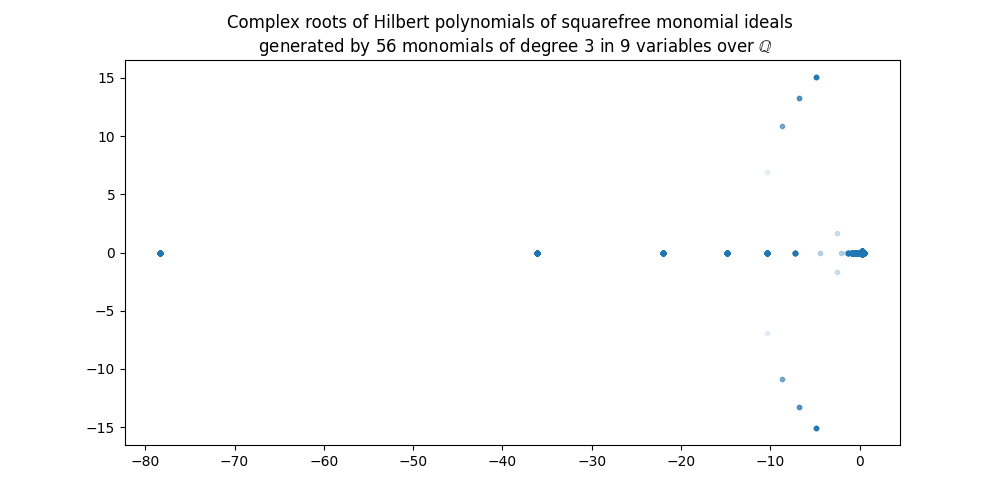 Complex roots of Hilbert polynomials of squarefree monomial ideals
generated by 56 monomials of degree 3 in 9 variables over ℚ
15
10
5
0
−5
−10
−15
−80 −70 −60 −50 −40 −30 −20 −10 0